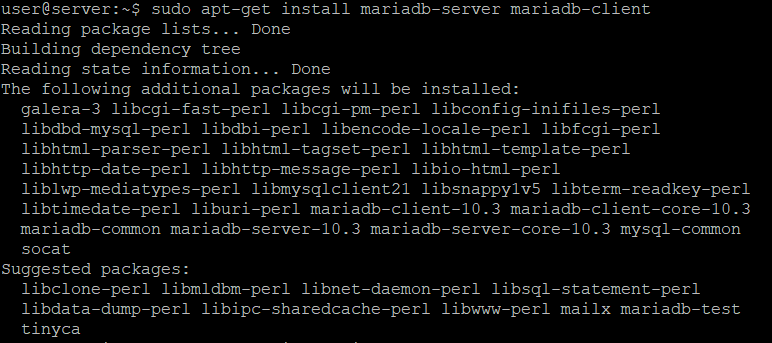 user@server:~$ sudo apt-get install mariadb-server mariadb-client
Reading package lists... Done
Building dependency tree
Reading state information... Done
The following additional packages will be installed:
  galera-3 libcgi-fast-perl libcgi-pm-perl libconfig-inifiles-perl
  libdbd-mysql-perl libdbi-perl libencode-locale-perl libfcgi-perl
  libhtml-parser-perl libhtml-tagset-perl libhtml-template-perl
  libhttp-date-perl libhttp-message-perl libio-html-perl
  liblwp-mediatypes-perl libmysqlclient21 libsnappy1v5 libterm-readkey-perl
  libtimedate-perl liburi-perl mariadb-client-10.3 mariadb-client-core-10.3
  mariadb-common mariadb-server-10.3 mariadb-server-core-10.3 mysql-common
  socat
Suggested packages:
  libclone-perl libmldbm-perl libnet-daemon-perl libsql-statement-perl
  libdata-dump-perl libipc-sharedcache-perl libwww-perl mailx mariadb-test
  tinyca